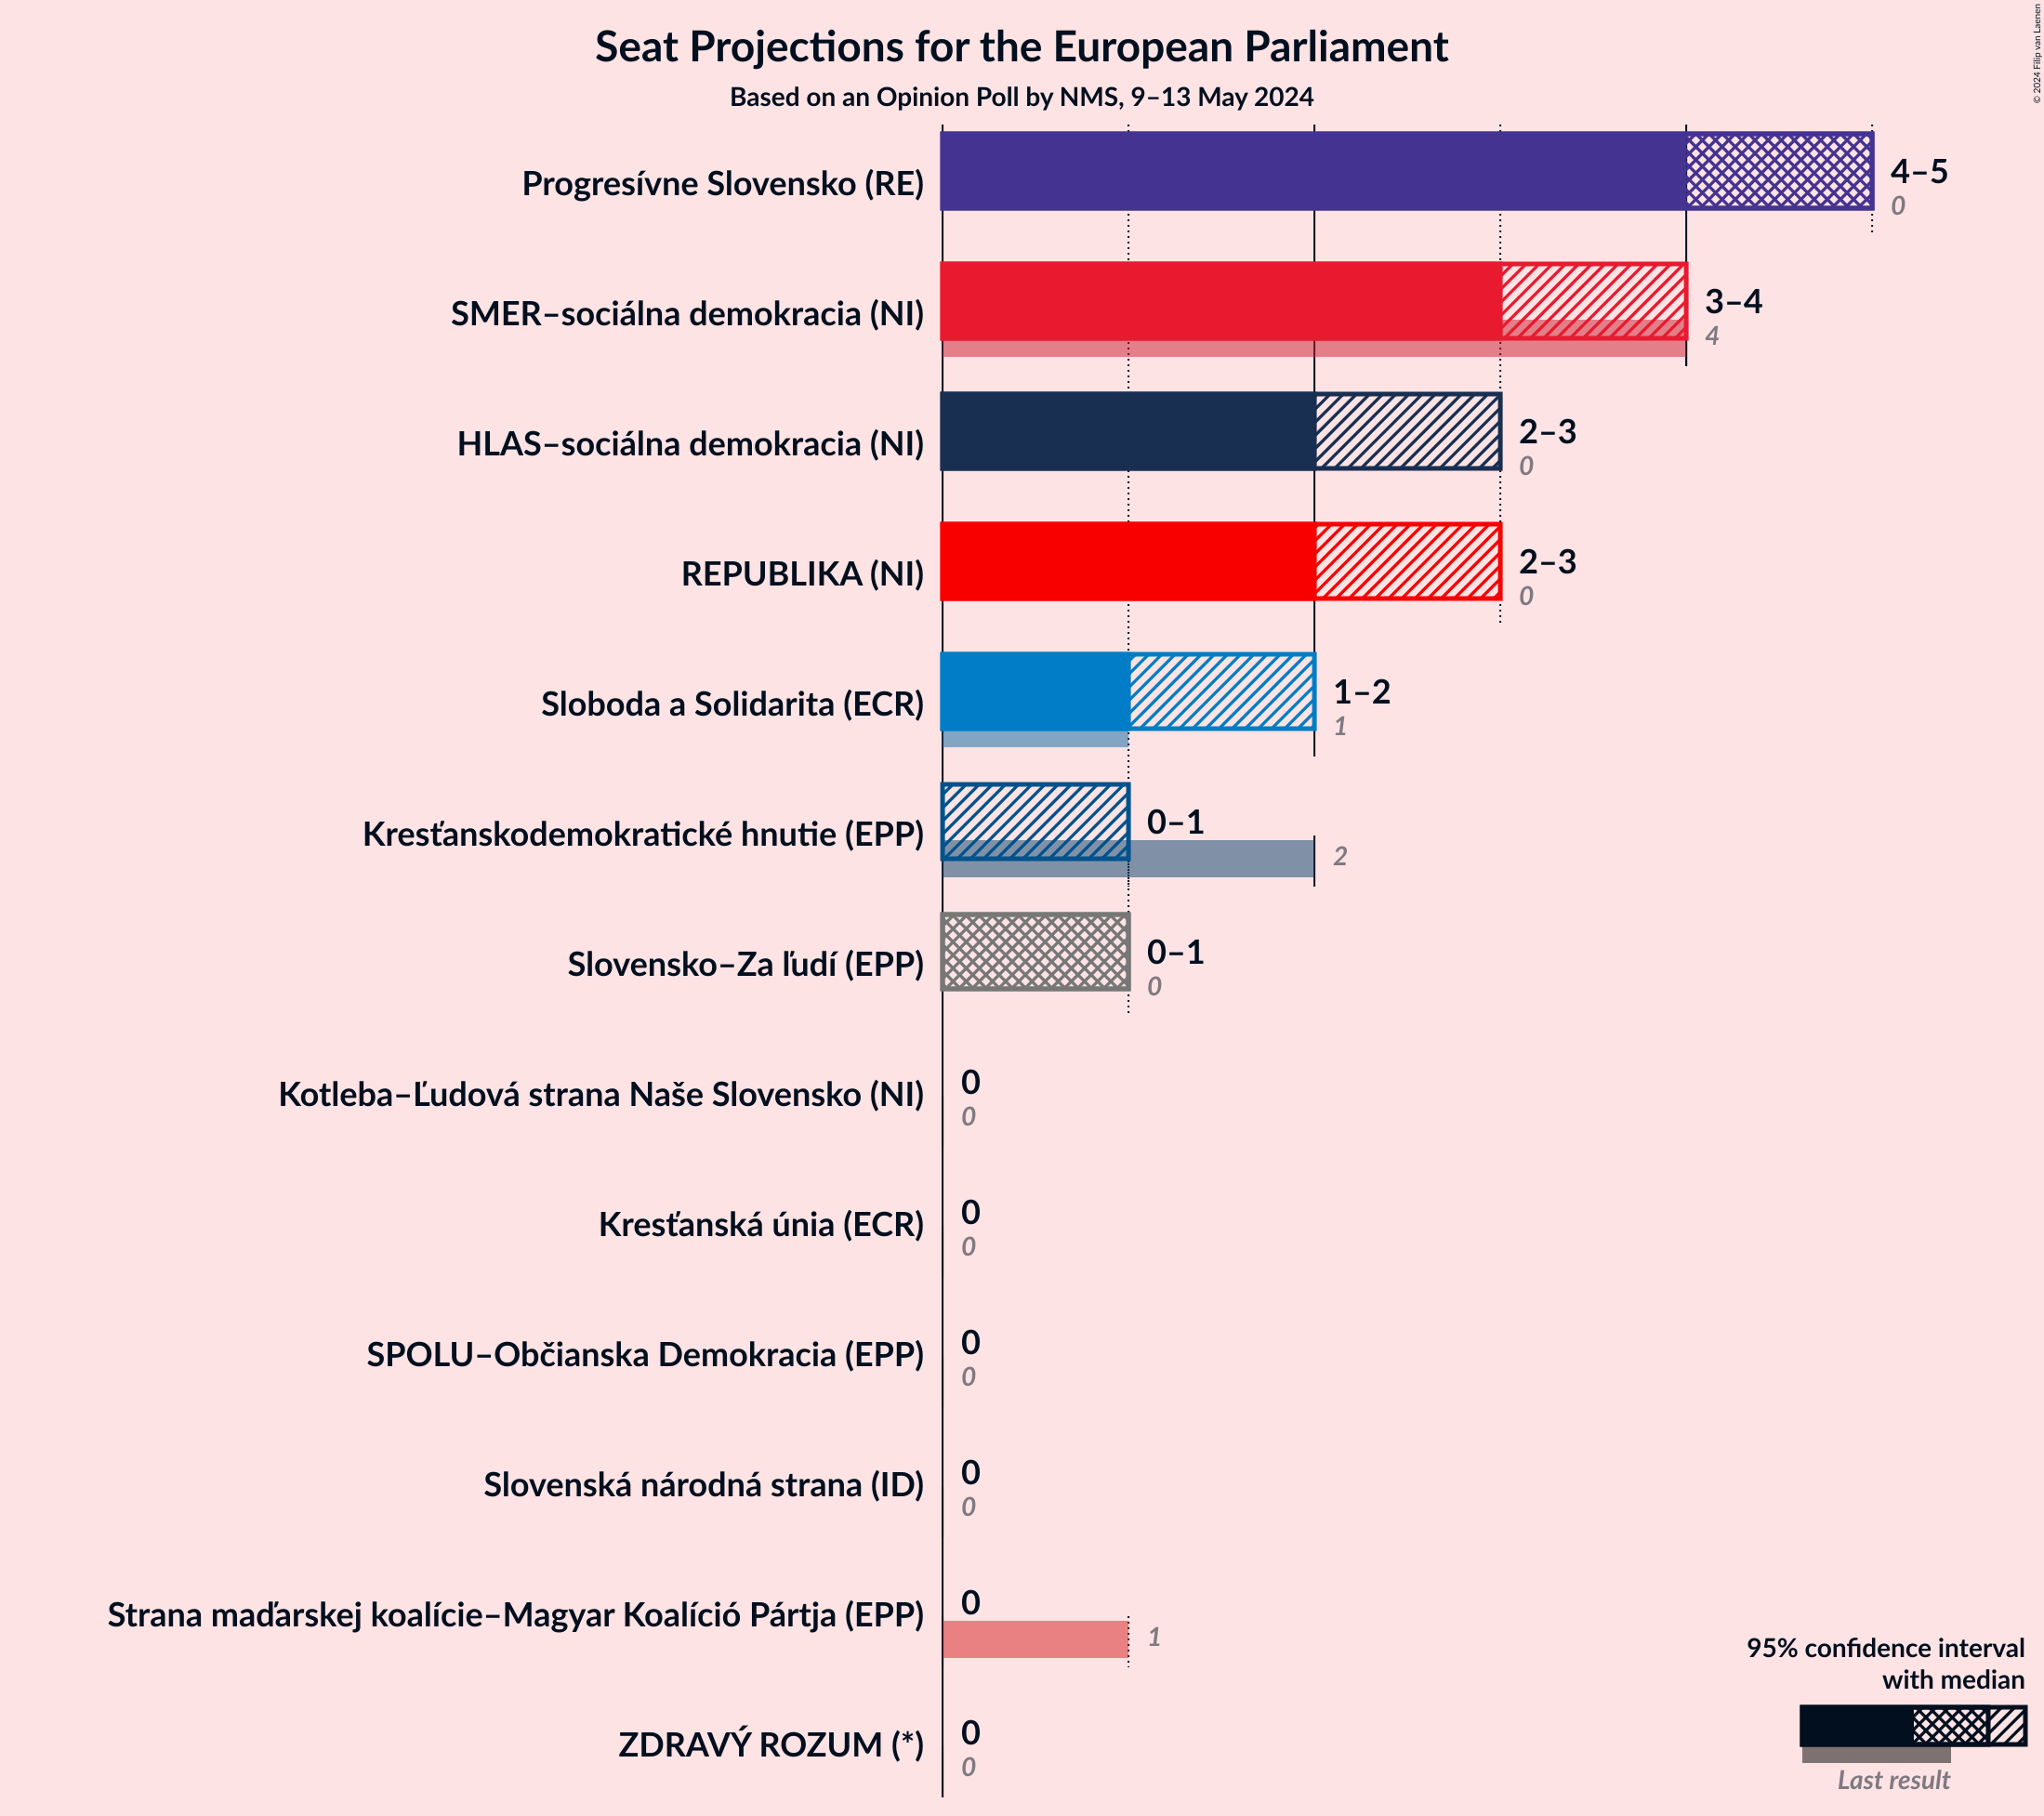 Seat Projections for the European Parliament
Based on an Opinion Poll by NMS, 9–13 May 2024
© 2024 Filip van Laenen
Progresívne Slovensko (RE)
4–5
0
SMER–sociálna demokracia (NI)
3–4
4
HLAS–sociálna demokracia (NI)
2–3
0
REPUBLIKA (NI)
2–3
0
Sloboda a Solidarita (ECR)
1–2
1
Kresťanskodemokratické hnutie (EPP)
0–1
2
Slovensko–Za ľudí (EPP)
0–1
0
Kotleba–Ľudová strana Naše Slovensko (NI)
0
0
Kresťanská únia (ECR)
0
0
SPOLU–Občianska Demokracia (EPP)
0
0
Slovenská národná strana (ID)
0
0
Strana maďarskej koalície–Magyar Koalíció Pártja (EPP)
0
1
ZDRAVÝ ROZUM (*)
0
0
95% confidence interval
with median
Last result